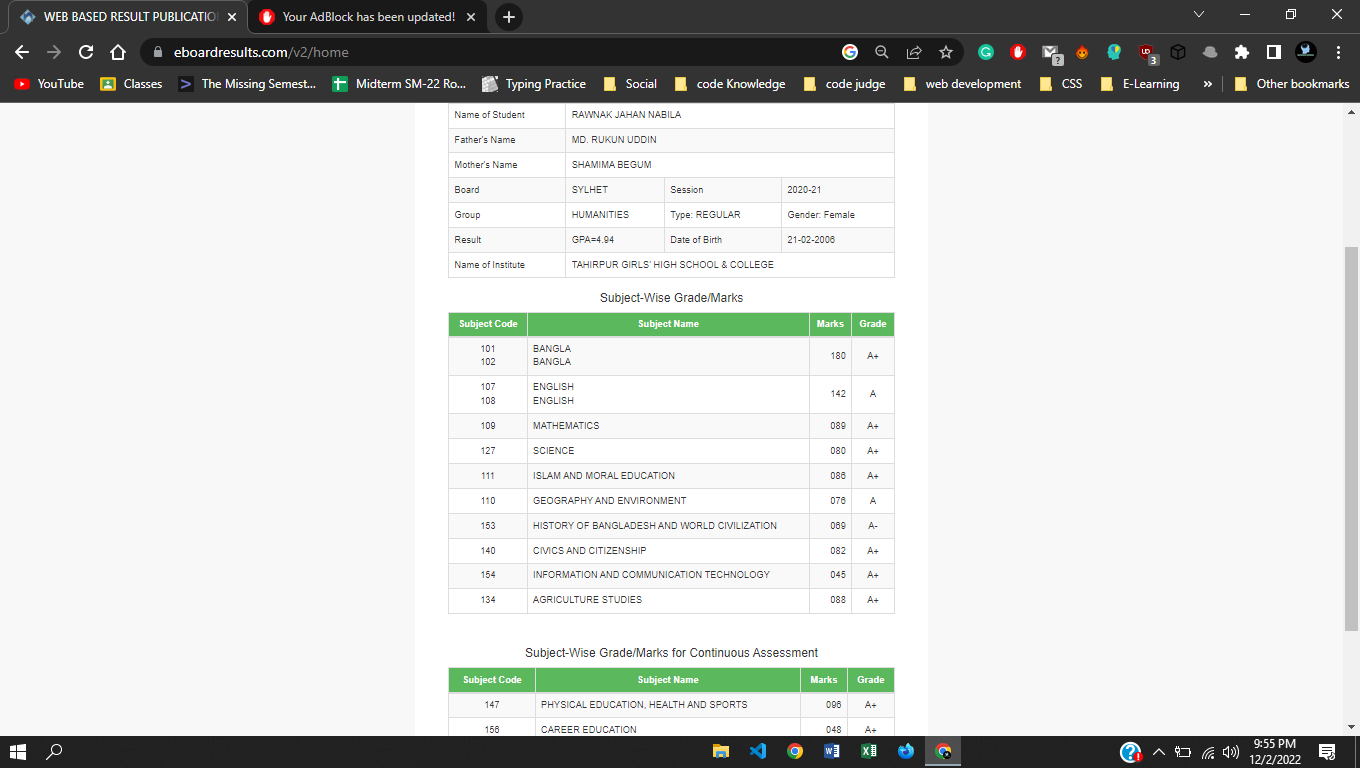 WEB BASED RESULT PUBLICATIO
Your AdBlock has been updated!
eboardresults.com/v2/home
YouTube Classes The Missing Semest... Midterm SM-22 Ro... Typing Practice Social code Knowledge code judge web development CSS E-Learning » Other bookmarks
Name of Student RAWNAK JAHAN NABILA
Father's Name MD. RUKUN UDDIN
Mother's Name SHAMIMA BEGUM
Board SYLHET Session 2020-21
Group HUMANITIES Type: REGULAR Gender: Female
Result GPA=4.94 Date of Birth 21-02-2006
Name of Institute TAHIRPUR GIRLS' HIGH SCHOOL & COLLEGE
Subject-Wise Grade/Marks
Subject Code Subject Name Marks Grade
101 BANGLA
102 BANGLA 180 A+
107 ENGLISH
108 ENGLISH 142 A
109 MATHEMATICS 089 A+
127 SCIENCE 080 A+
111 ISLAM AND MORAL EDUCATION 086 A+
110 GEOGRAPHY AND ENVIRONMENT 076 A
153 HISTORY OF BANGLADESH AND WORLD CIVILIZATION 069 A-
140 CIVICS AND CITIZENSHIP 082 A+
154 INFORMATION AND COMMUNICATION TECHNOLOGY 045 A+
134 AGRICULTURE STUDIES 088 A+
Subject-Wise Grade/Marks for Continuous Assessment
Subject Code Subject Name Marks Grade
147 PHYSICAL EDUCATION, HEALTH AND SPORTS 096 A+
156 CAREER EDUCATION 048 A+
9:55 PM
12/2/2022